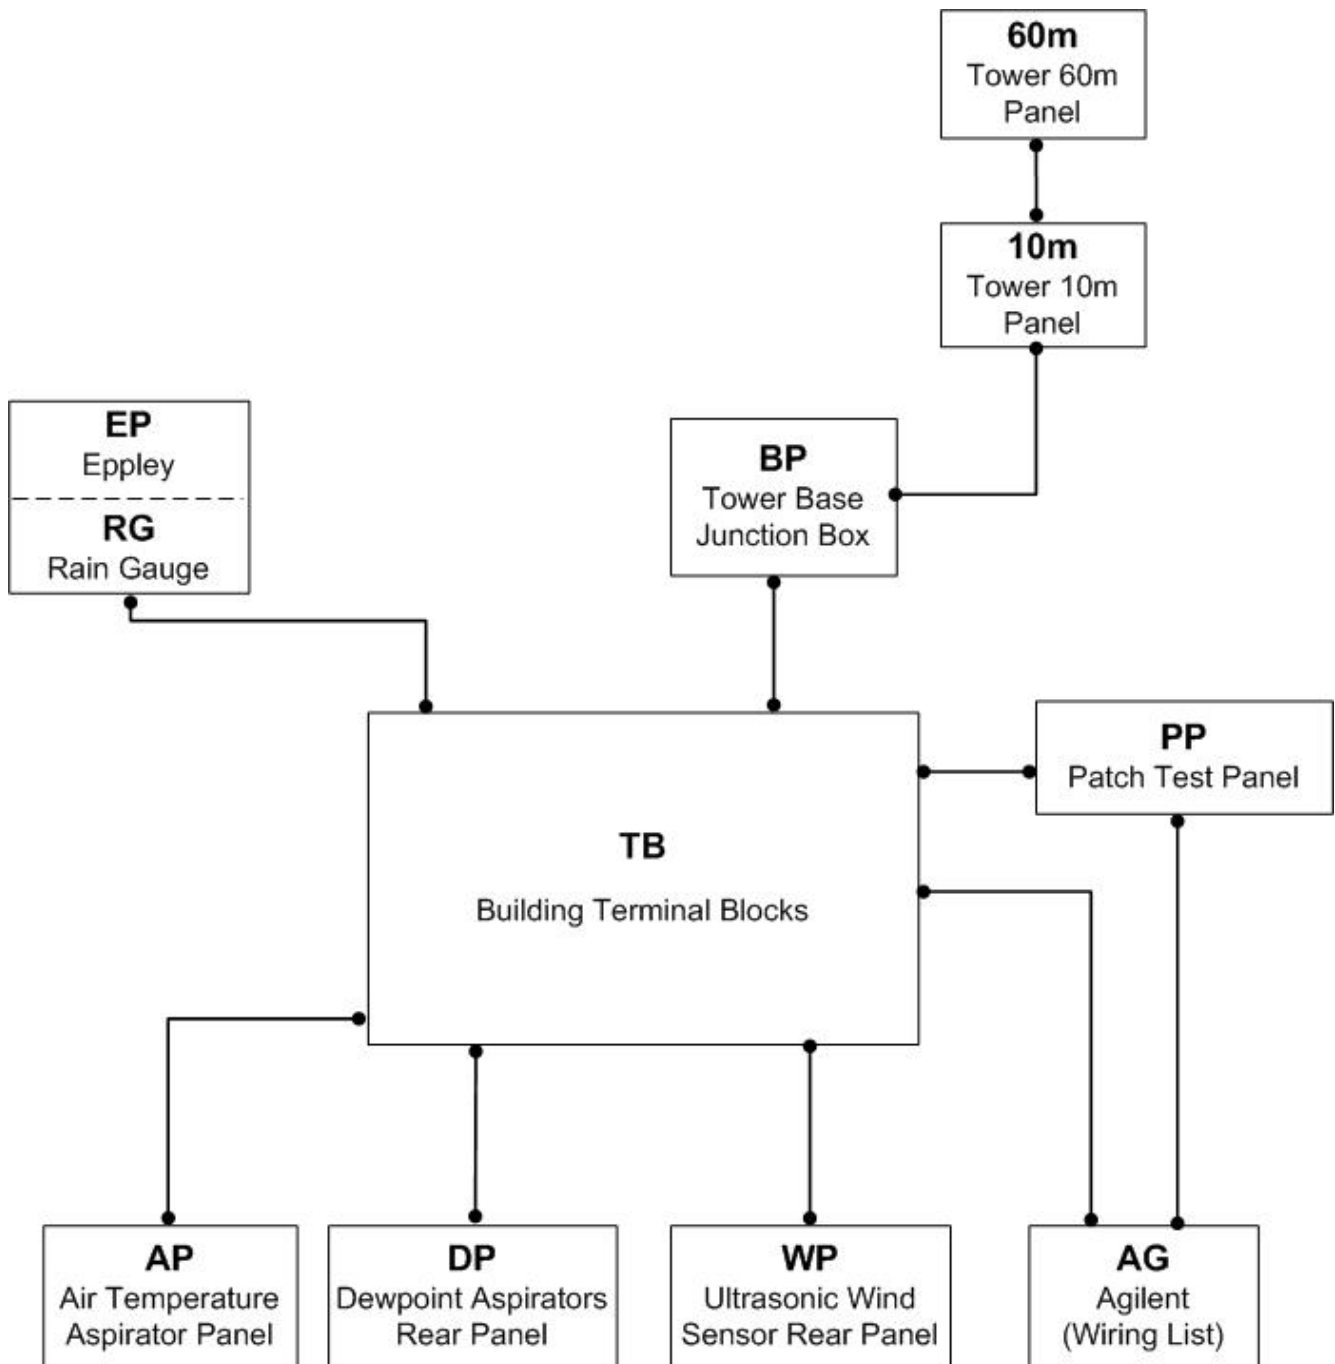 60m
Tower 60m
Panel
10m
Tower 10m
Panel
EP
Eppley
RG
Rain Gauge
BP
Tower Base
Junction Box
PP
Patch Test Panel
TB
Building Terminal Blocks
AP
Air Temperature
Aspirator Panel
DP
Dewpoint Aspirators
Rear Panel
WP
Ultrasonic Wind
Sensor Rear Panel
AG
Agilent
(Wiring List)